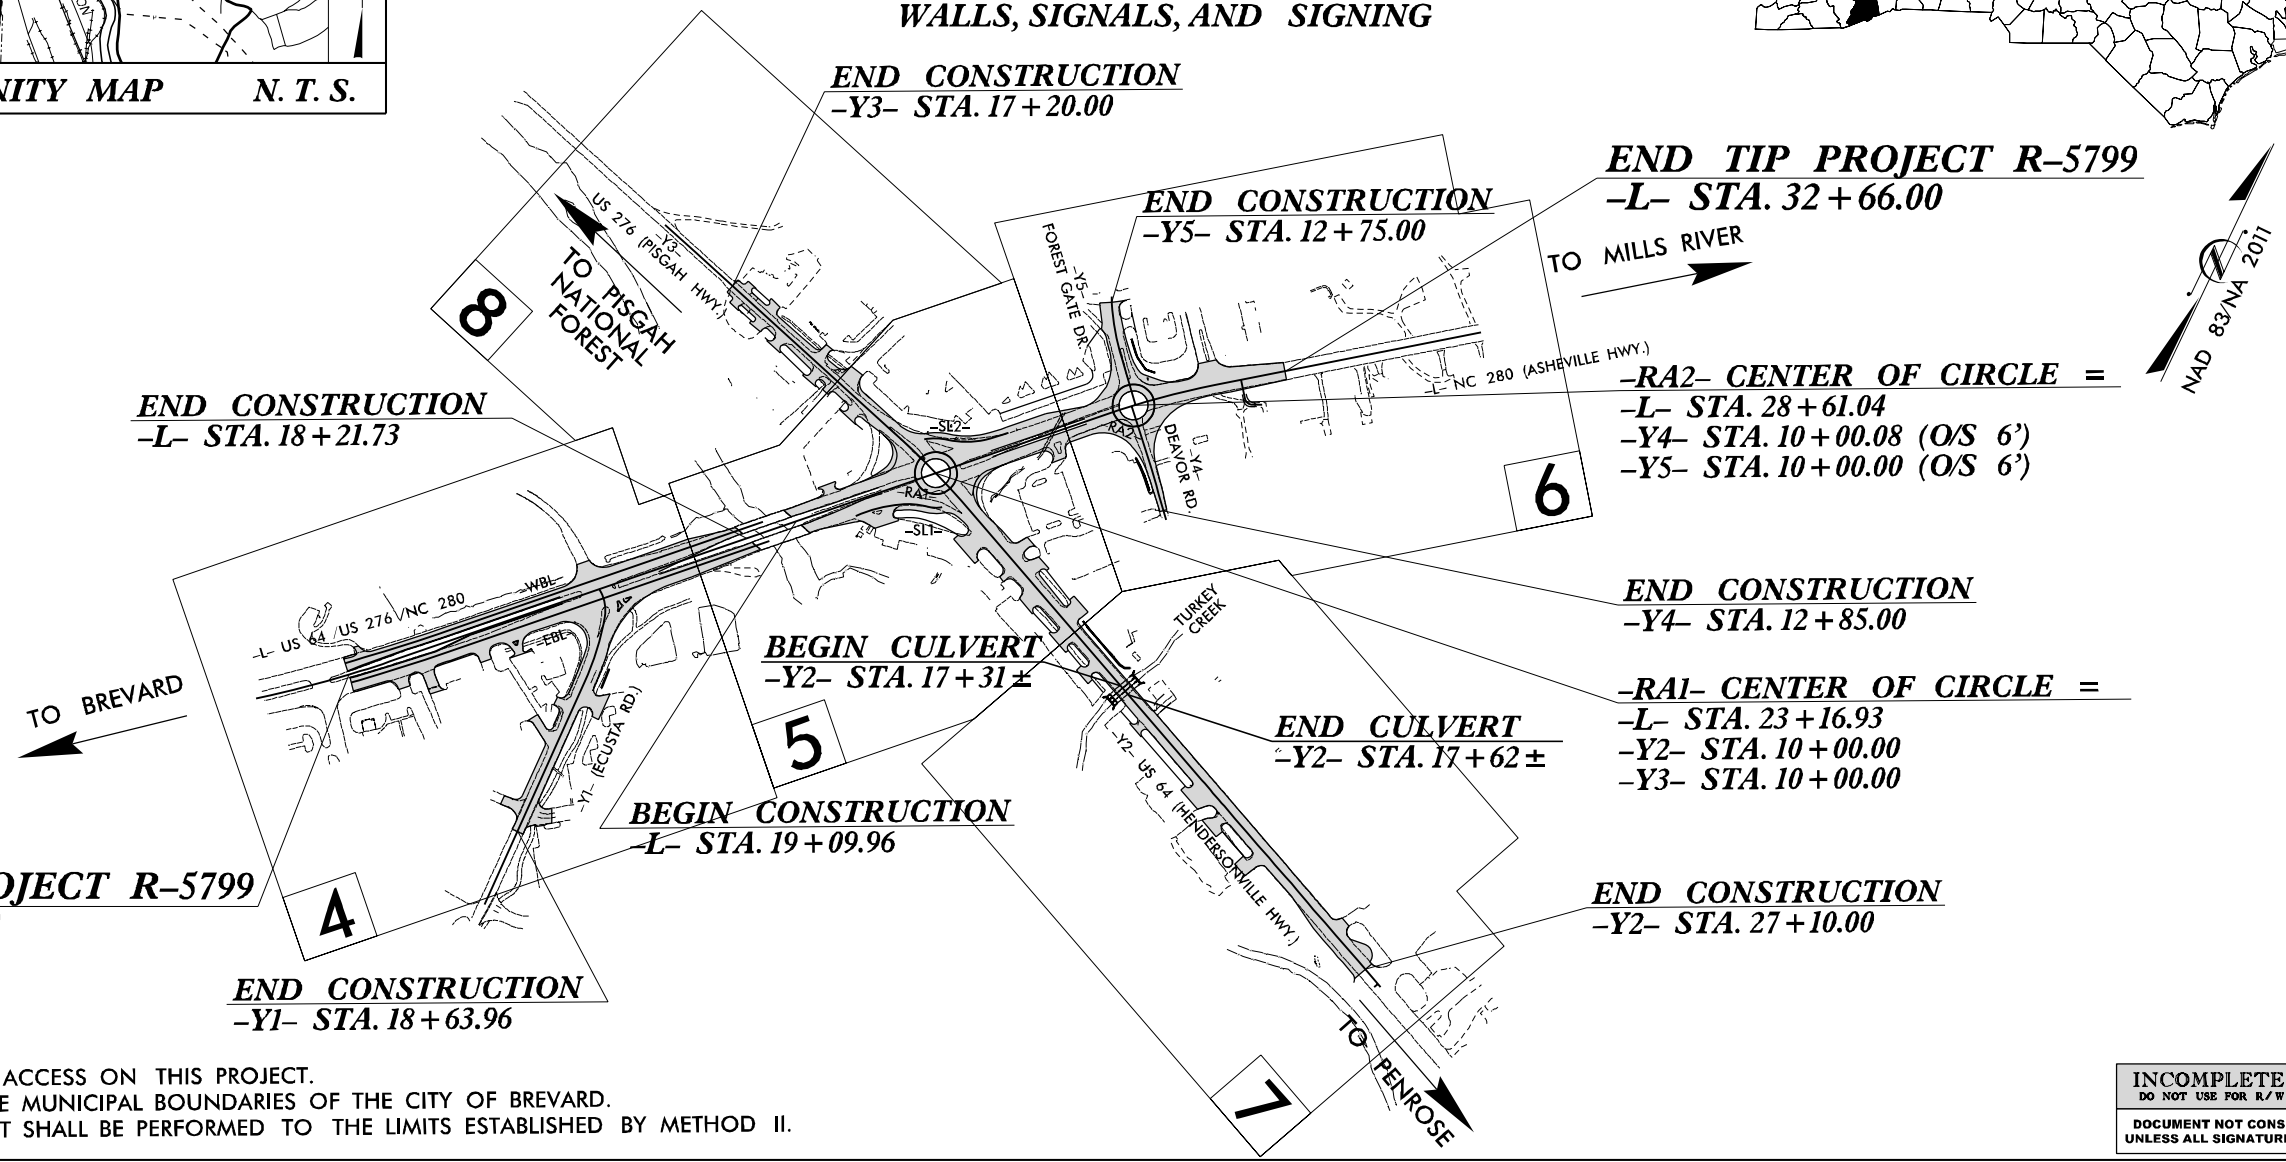 WALLS, SIGNALS, AND SIGNING
MAP N. T. S.
END CONSTRUCTION
–Y3– STA. 17+20.00
END TIP PROJECT R–5799
–L– STA. 32+66.00
END CONSTRUCTION
–Y5– STA. 12+75.00
TO MILLS RIVER
NAD 83/NA 2011
US 276 (PISGAH HWY.)
–Y3–
TO PISGAH
NATIONAL
FOREST
8
FOREST GATE DR.
–Y5–
–L– NC 280 (ASHEVILLE HWY.)
–RA2– CENTER OF CIRCLE =
–L– STA. 28+61.04
–Y4– STA. 10+00.08 (O/S 6')
–Y5– STA. 10+00.00 (O/S 6')
END CONSTRUCTION
–L– STA. 18+21.73
–SL2–
RA2
DEAVOR RD.
–Y4–
–RA1–
–SL1–
6
–WBL–
–L– US 64 /US 276 /NC 280
–EBL–
TURKEY
CREEK
END CONSTRUCTION
–Y4– STA. 12+85.00
BEGIN CULVERT
–Y2– STA. 17+31±
–RA1– CENTER OF CIRCLE =
–L– STA. 23+16.93
–Y2– STA. 10+00.00
–Y3– STA. 10+00.00
TO BREVARD
5
END CULVERT
–Y2– STA. 17+62±
–Y1– (ECUSTA RD.)
–Y2– US 64 (HENDERSONVILLE HWY.)
BEGIN CONSTRUCTION
–L– STA. 19+09.96
R–5799
4
END CONSTRUCTION
–Y2– STA. 27+10.00
END CONSTRUCTION
–Y1– STA. 18+63.96
TO PENROSE
7
ACCESS ON THIS PROJECT.
MUNICIPAL BOUNDARIES OF THE CITY OF BREVARD.
SHALL BE PERFORMED TO THE LIMITS ESTABLISHED BY METHOD II.
INCOMPLETE
DO NOT USE FOR R/W
DOCUMENT NOT CONS
UNLESS ALL SIGNATUR